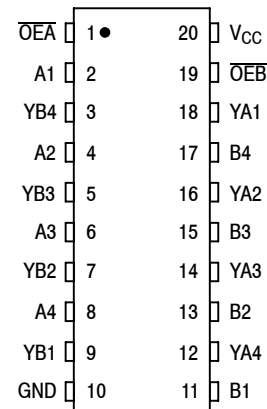 O̅E̅A̅ 1 20 VCC
A1 2 19 O̅E̅B̅
YB4 3 18 YA1
A2 4 17 B4
YB3 5 16 YA2
A3 6 15 B3
YB2 7 14 YA3
A4 8 13 B2
YB1 9 12 YA4
GND 10 11 B1